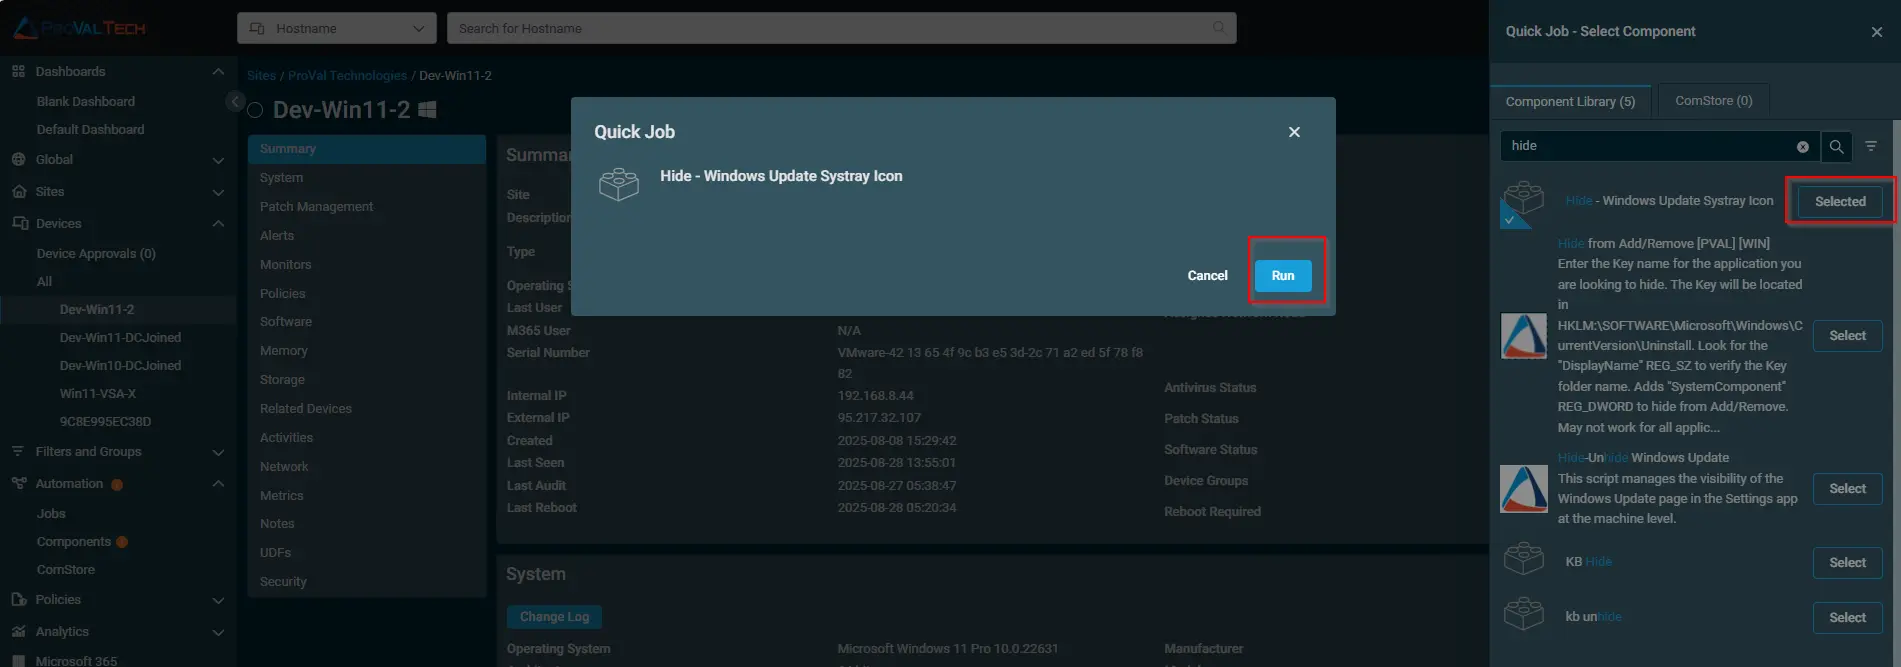 PROVALTECH
Hostname
Search for Hostname
Dashboards
Blank Dashboard
Default Dashboard
Global
Sites
Devices
Device Approvals (0)
All
Dev-Win11-2
Dev-Win11-DCJoined
Dev-Win10-DCJoined
Win11-VSA-X
9C8E995EC38D
Filters and Groups
Automation
Jobs
Components
ComStore
Policies
Analytics
Microsoft 365
Sites / ProVal Technologies / Dev-Win11-2
Dev-Win11-2
Summary
System
Patch Management
Alerts
Monitors
Policies
Software
Memory
Storage
Related Devices
Activities
Network
Metrics
Notes
UDFs
Security
Quick Job
Hide - Windows Update Systray Icon
Cancel
Run
Site
Type
Last User
M365 User N/A
Serial Number VMware-42 13 65 4f 9c b3 e5 3d-2c 71 a2 ed 5f 78 f8
82
Internal IP 192.168.8.44
External IP 95.217.32.107
Created 2025-08-08 15:29:42
Last Seen 2025-08-28 13:55:01
Last Audit 2025-08-27 05:38:47
Last Reboot 2025-08-28 05:20:34
Antivirus Status
Patch Status
Software Status
Device Groups
Reboot Required
System
Change Log
Operating System Microsoft Windows 11 Pro 10.0.22631
Manufacturer
Quick Job - Select Component
Component Library (5)
ComStore (0)
hide
Hide - Windows Update Systray Icon
Selected
Hide from Add/Remove [PVAL] [WIN]
Enter the Key name for the application you
are looking to hide. The Key will be located
in
HKLM:\SOFTWARE\Microsoft\Windows\C
urrentVersion\Uninstall. Look for the
"DisplayName" REG_SZ to verify the Key
folder name. Adds "SystemComponent"
REG_DWORD to hide from Add/Remove.
May not work for all applic...
Select
Hide-Unhide Windows Update
This script manages the visibility of the
Windows Update page in the Settings app
at the machine level.
Select
KB Hide
Select
kb unhide
Select